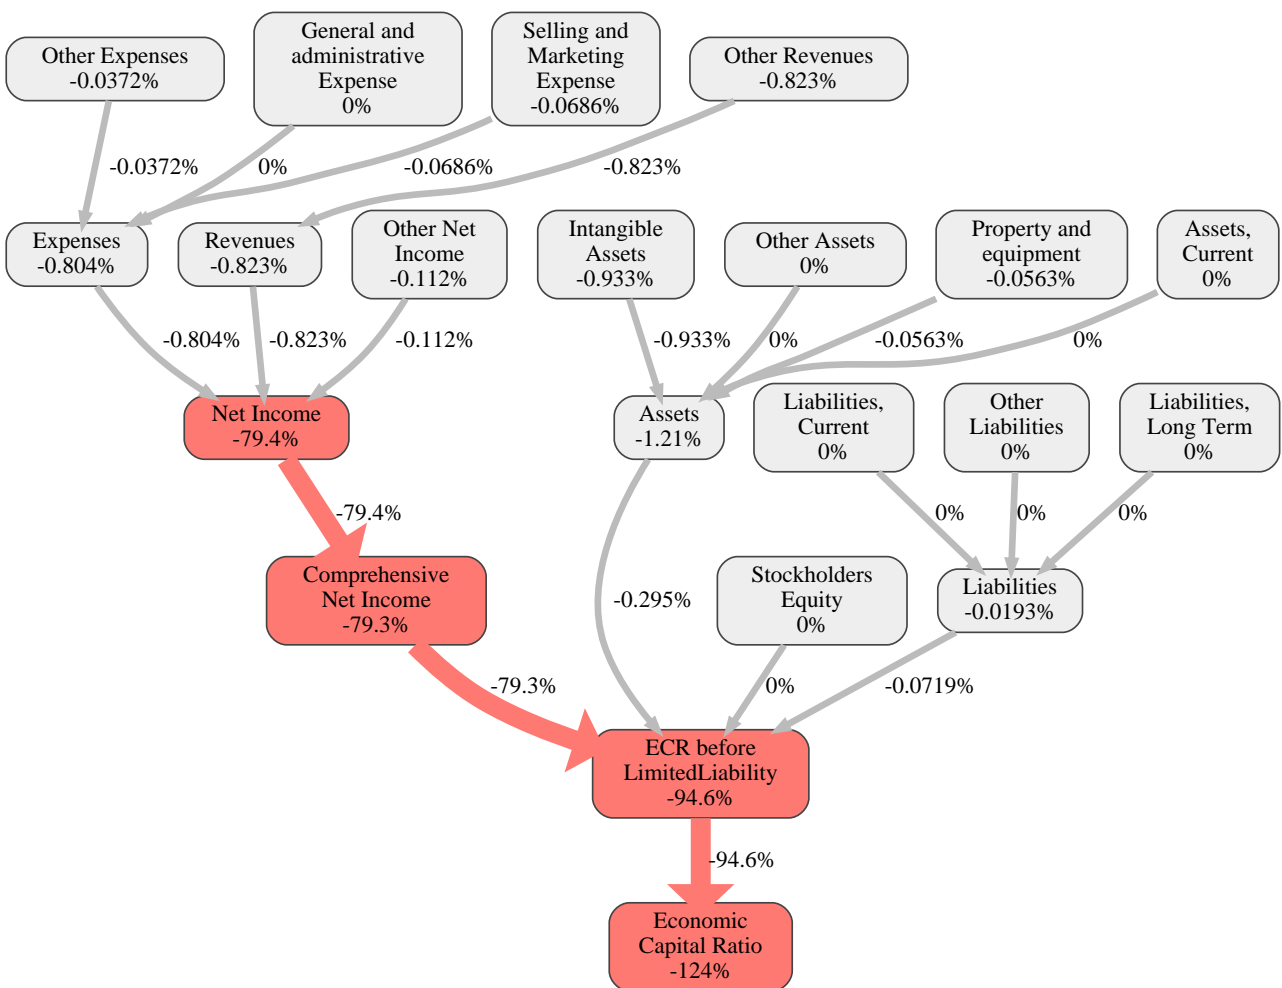 Other Expenses
-0.0372%
General and
administrative
Expense
0%
Selling and
Marketing
Expense
-0.0686%
Other Revenues
-0.823%
-0.0372%
0%
-0.0686%
-0.823%
Expenses
-0.804%
Revenues
-0.823%
Other Net
Income
-0.112%
Intangible
Assets
-0.933%
Other Assets
0%
Property and
equipment
-0.0563%
Assets,
Current
0%
-0.804%
-0.823%
-0.112%
-0.933%
0%
-0.0563%
0%
Net Income
-79.4%
Assets
-1.21%
Liabilities,
Current
0%
Other
Liabilities
0%
Liabilities,
Long Term
0%
-79.4%
0%
0%
0%
Comprehensive
Net Income
-79.3%
-0.295%
Stockholders
Equity
0%
Liabilities
-0.0193%
-79.3%
0%
-0.0719%
ECR before
LimitedLiability
-94.6%
-94.6%
Economic
Capital Ratio
-124%